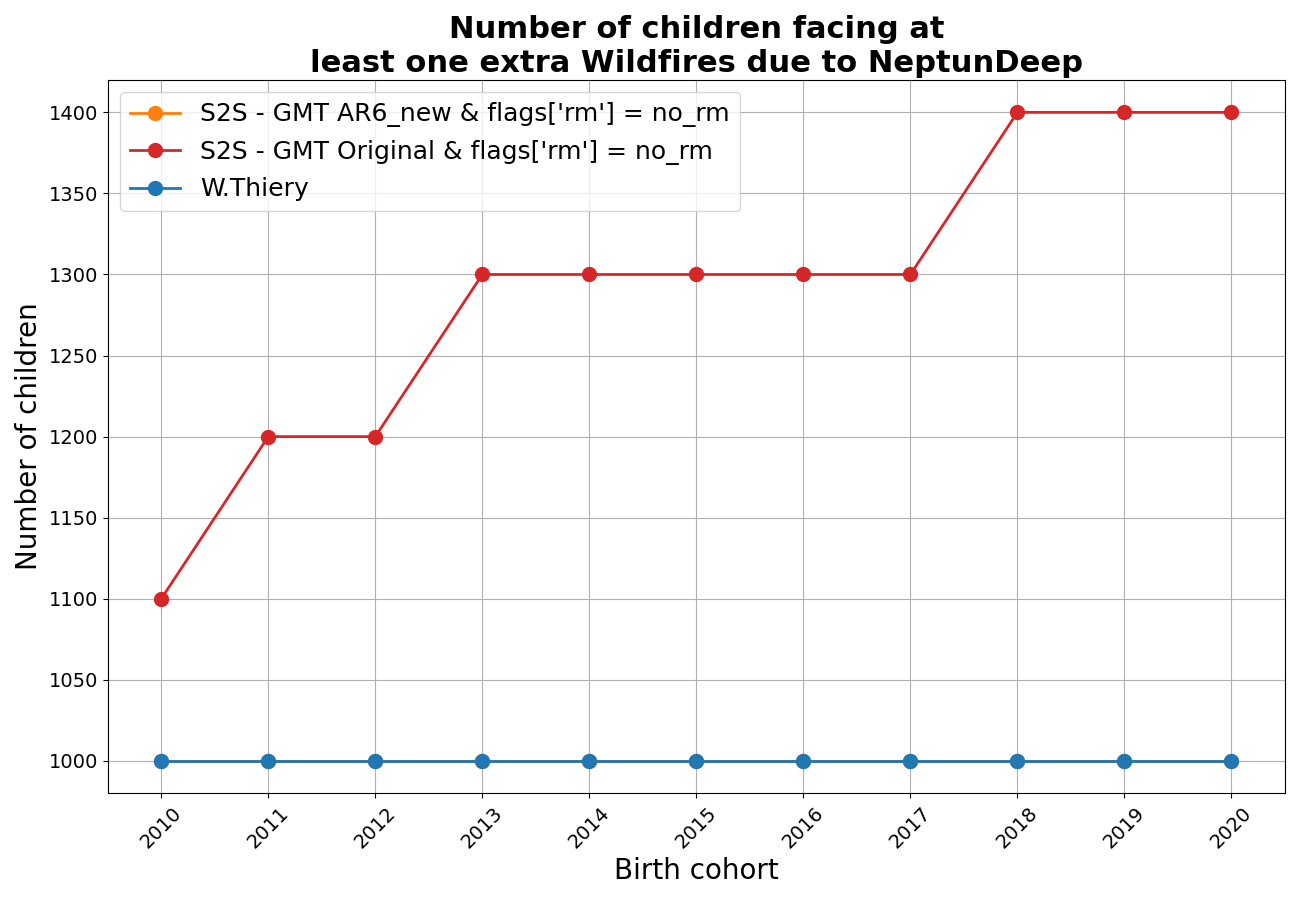 Number of children facing at
least one extra Wildfires due to NeptunDeep
S2S - GMT AR6_new & flags['rm'] = no_rm
S2S - GMT Original & flags['rm'] = no_rm
W.Thiery
Number of children
1400
1350
1300
1250
1200
1150
1100
1050
1000
2010
2011
2012
2013
2014
2015
2016
2017
2018
2019
2020
Birth cohort